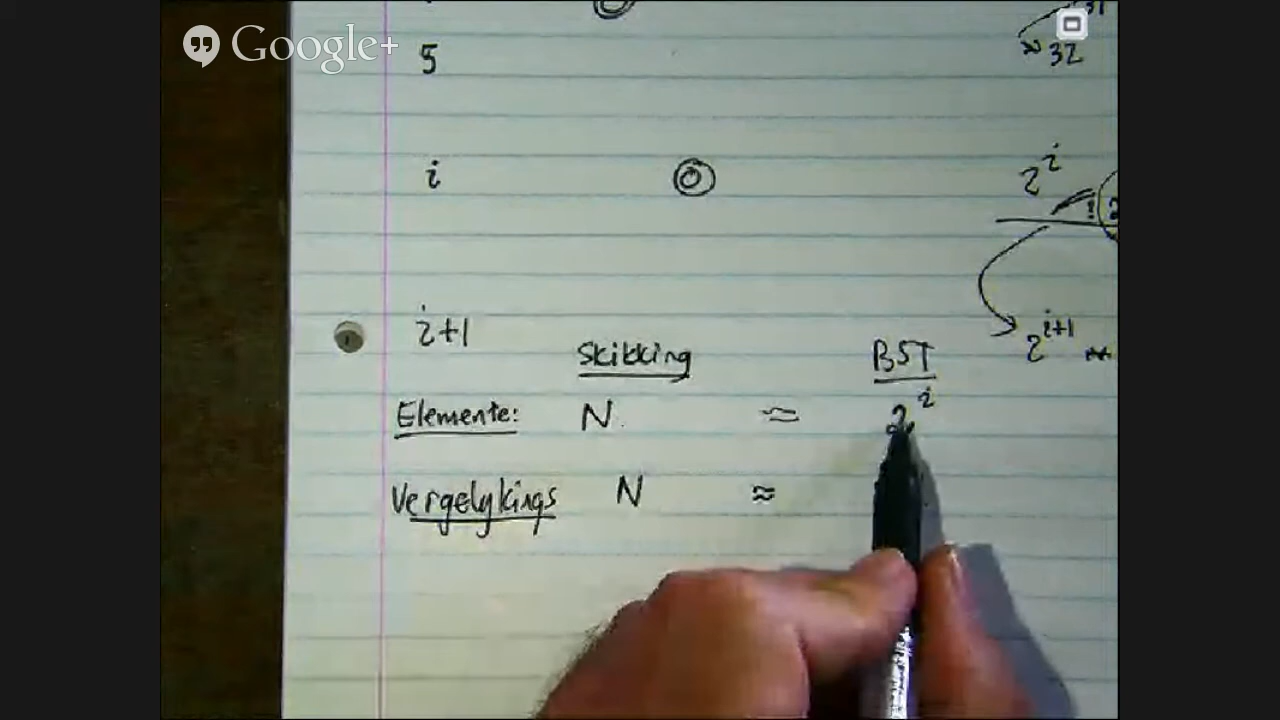 Google+
5
32
i
2^i
i+1
2^{i+1}
Skikking
BST
Elemente: N. ≈ 2^i
Vergelykings N ≈